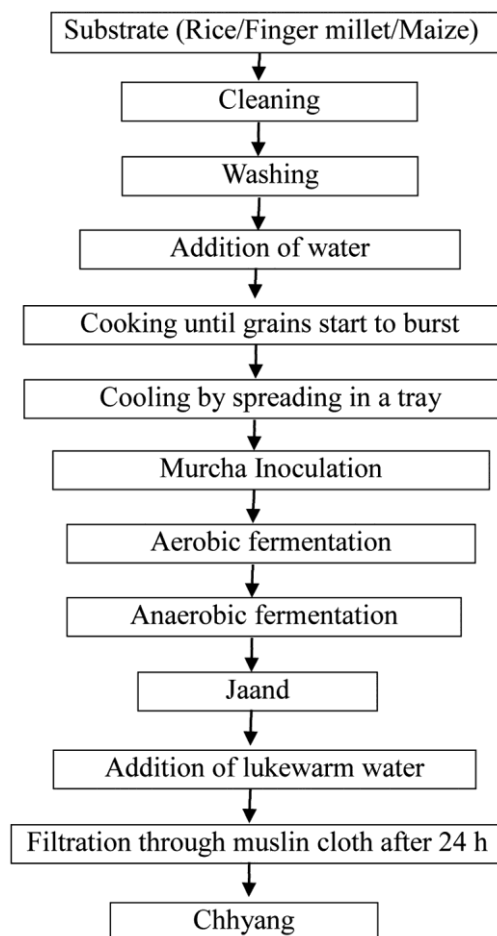 Substrate (Rice/Finger millet/Maize)
Cleaning
Washing
Addition of water
Cooking until grains start to burst
Cooling by spreading in a tray
Murcha Inoculation
Aerobic fermentation
Anaerobic fermentation
Jaand
Addition of lukewarm water
Filtration through muslin cloth after 24 h
Chhyang